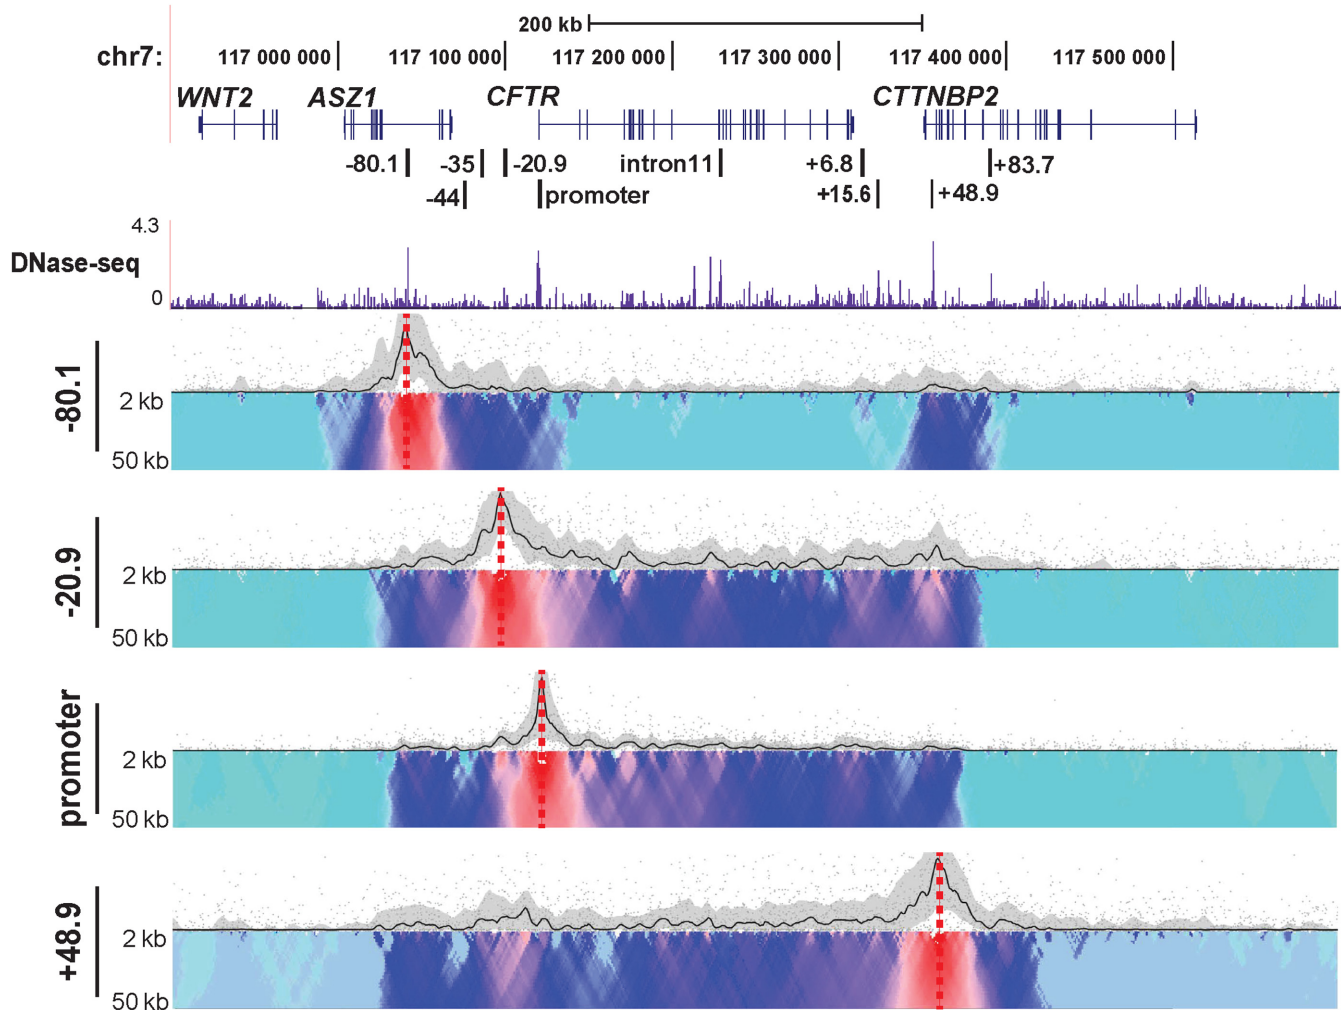 200 kb
chr7: 117 000 000 117 100 000 117 200 000 117 300 000 117 400 000 117 500 000
WNT2 ASZ1 CFTR CTTNBP2
-80.1 -35 -20.9 intron11 +6.8 +83.7
-44 promoter +15.6 +48.9
4.3
DNase-seq
0
-80.1
2 kb
50 kb
-20.9
2 kb
50 kb
promoter
2 kb
50 kb
+48.9
2 kb
50 kb